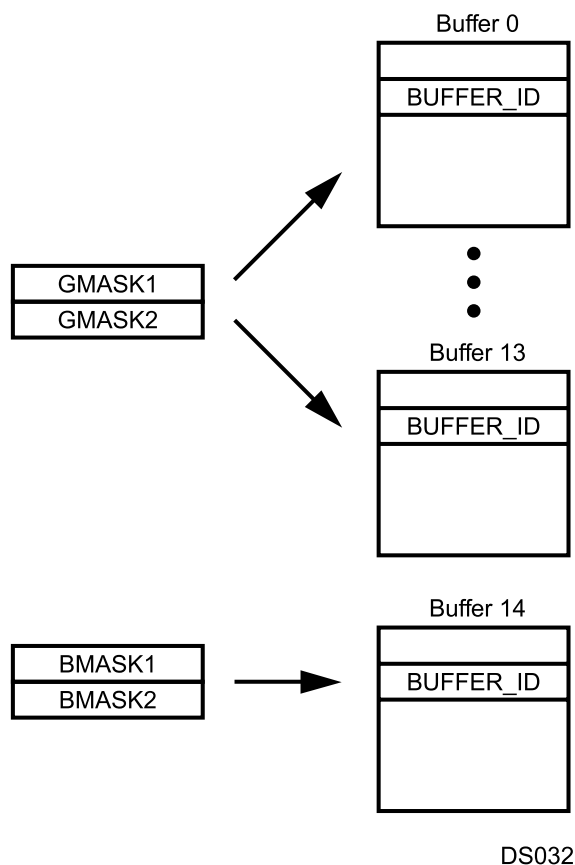 Buffer 0
BUFFER_ID
GMASK1
GMASK2
Buffer 13
BUFFER_ID
Buffer 14
BMASK1
BUFFER_ID
BMASK2
DS032